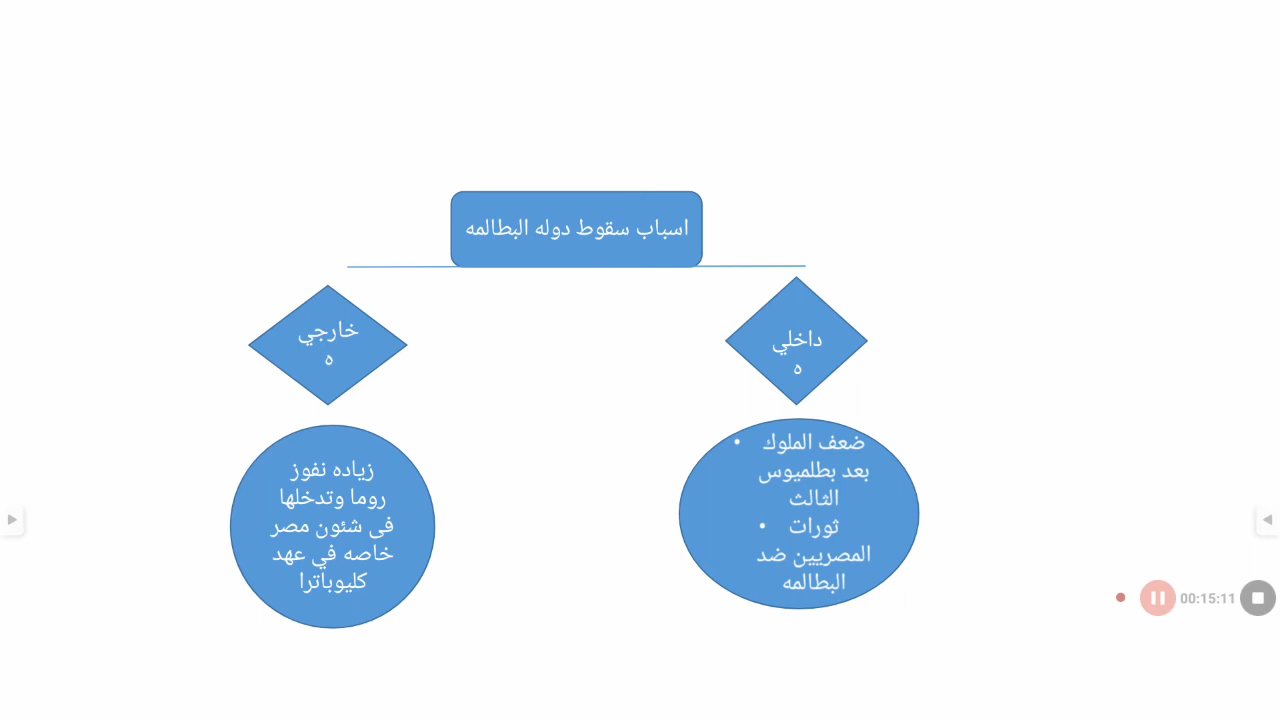 اسباب سقوط دوله البطالمه
داخلي
ه
ضعف الملوك •
بعد بطلميوس
الثالث
ثورات •
المصريين ضد
البطالمه
خارجي
ه
زياده نفوز
روما وتدخلها
فى شئون مصر
خاصه في عهد
كليوباترا
00:15:11